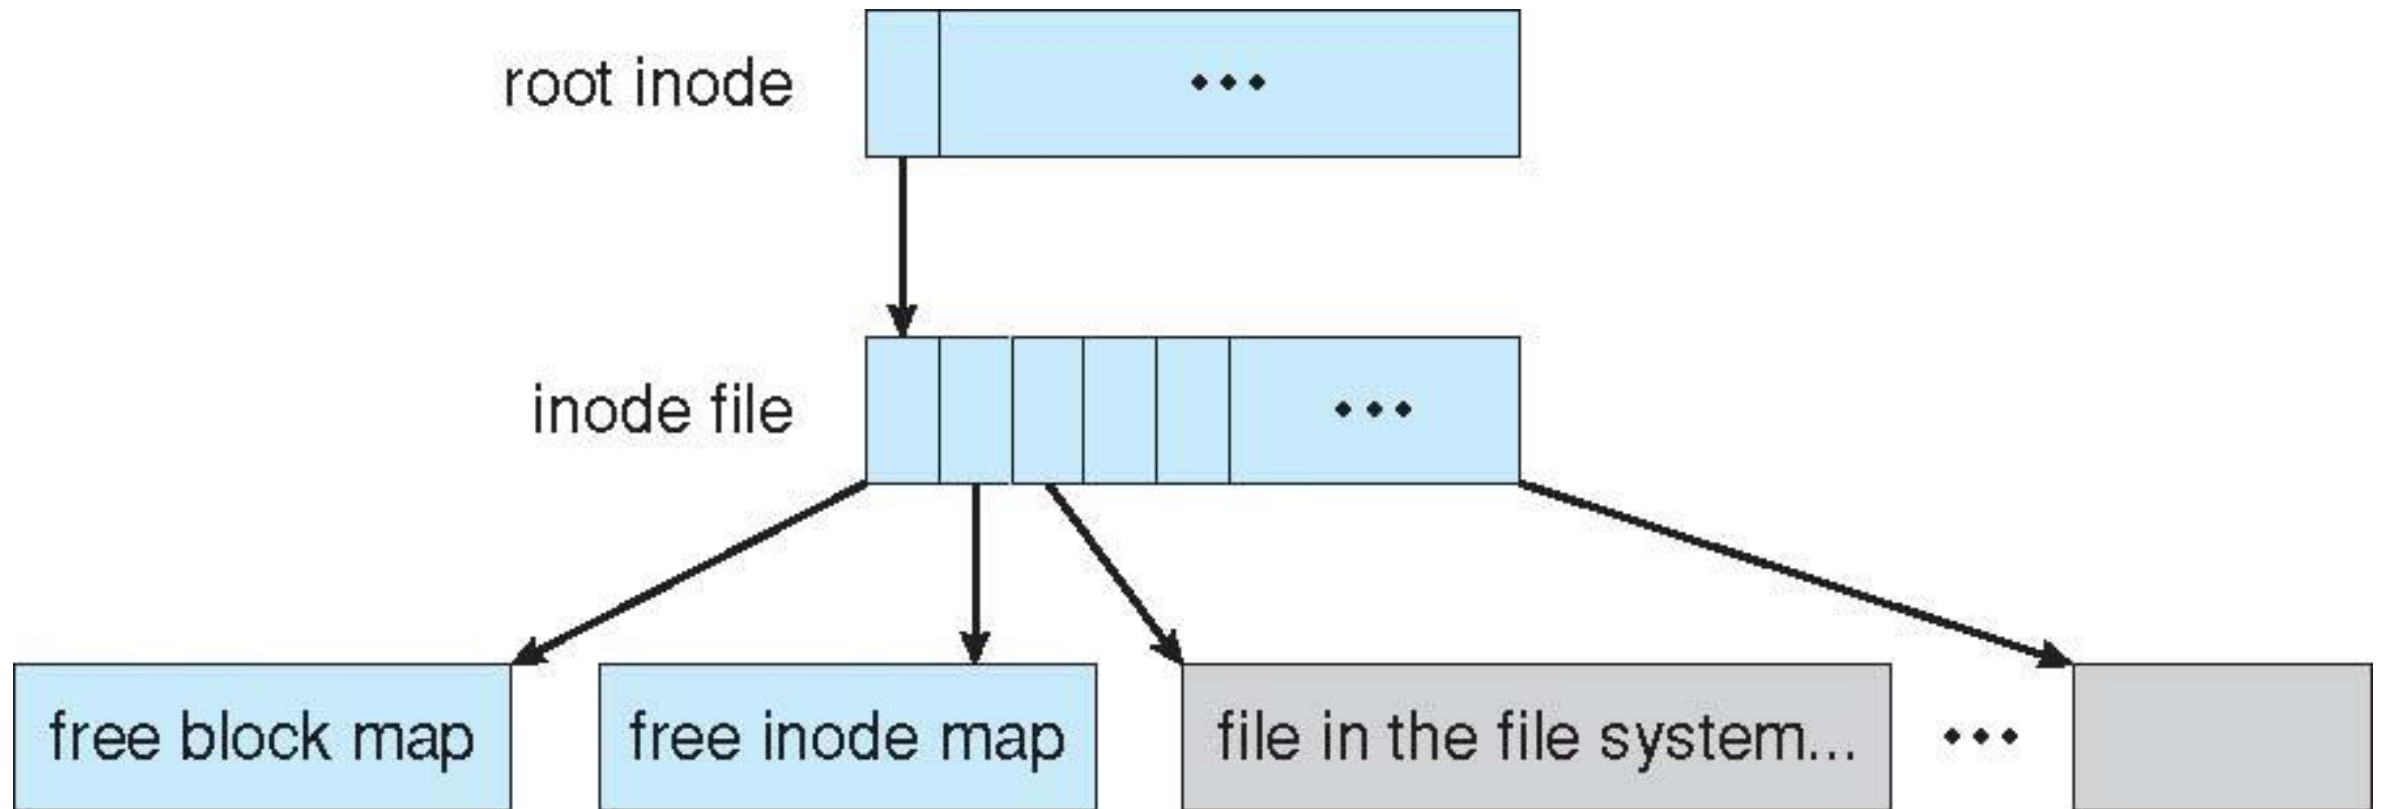 root inode
...
inode file
...
free block map
free inode map
file in the file system...
...